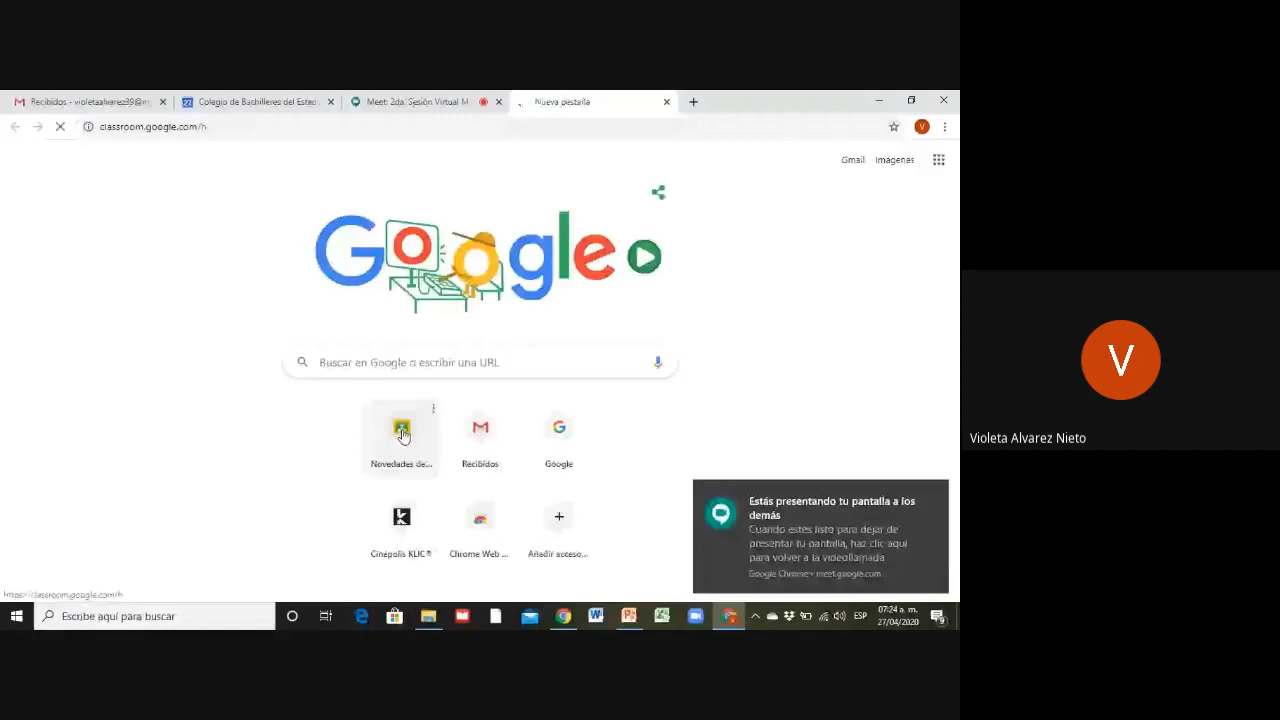 Recibidos - violetaalvarez39@m
Colegio de Bachilleres del Estad
Meet: 2da. Sesión Virtual M
Nueva pestaña
classroom.google.com/h
V
Gmail Imágenes
Google
Buscar en Google o escribir una URL
Novedades de... Recibidos Google
Cinépolis KLIC® Chrome Web ... Añadir acceso...
Estás presentando tu pantalla a los
demás
Cuando estés listo para dejar de
presentar tu pantalla, haz clic aquí
para volver a la videollamada
Google Chrome • meet.google.com
https://classroom.google.com/h
Escribe aquí para buscar
ESP
07:24 a. m.
27/04/2020
V
Violeta Alvarez Nieto